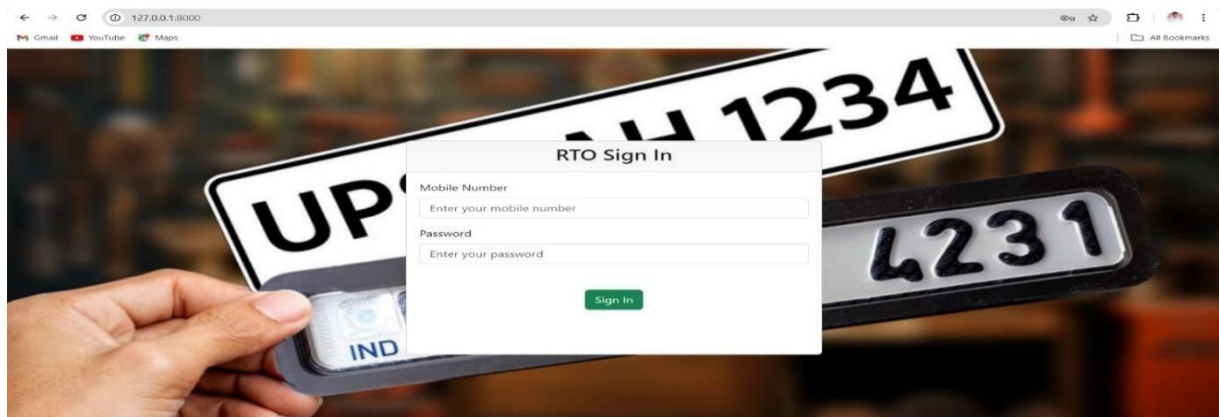 127.0.0.1:8000
Gmail YouTube Maps All Bookmarks
AH 1234
RTO Sign In
UP
Mobile Number
Enter your mobile number
Password
4231
Enter your password
Sign In
IND